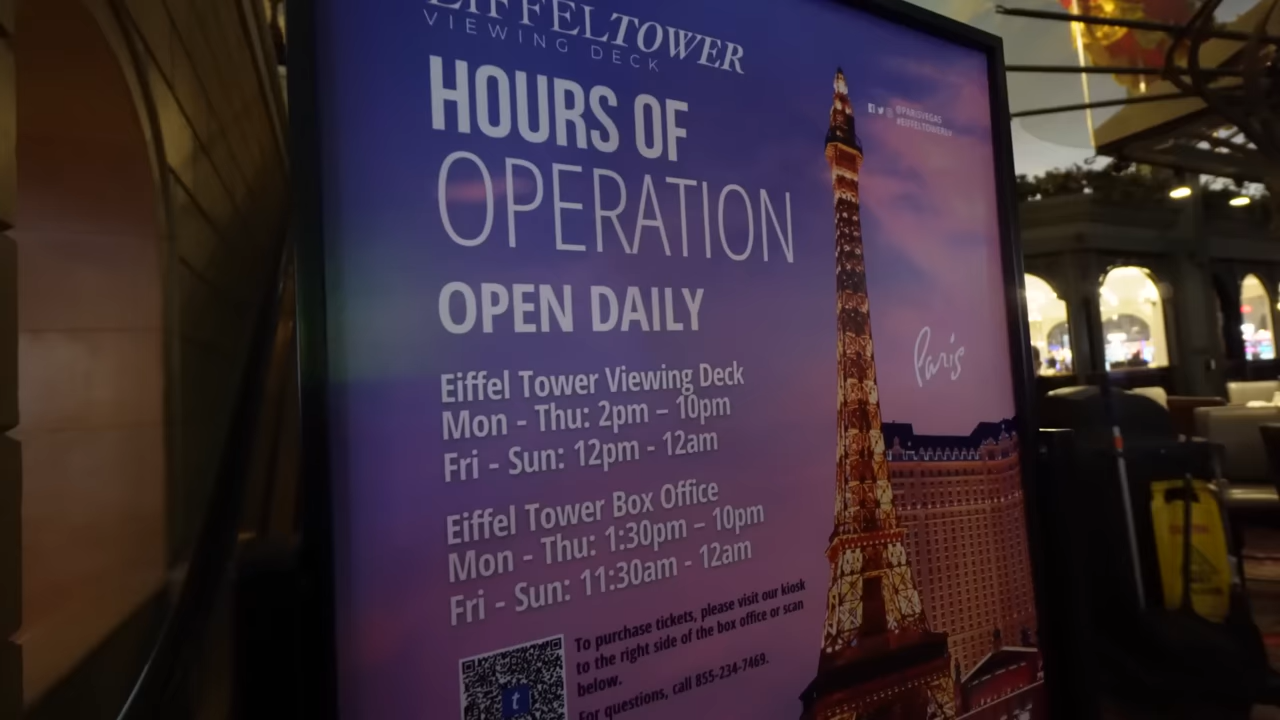 EIFFELTOWER
VIEWING DECK
HOURS OF
OPERATION
OPEN DAILY
Eiffel Tower Viewing Deck
Mon - Thu: 2pm – 10pm
Fri - Sun: 12pm - 12am
Eiffel Tower Box Office
Mon - Thu: 1:30pm – 10pm
Fri - Sun: 11:30am - 12am
To purchase tickets, please visit our kiosk
to the right side of the box office or scan
below.
For questions, call 855-234-7469.
t
@PARISVEGAS
#EIFFELTOWERLV
Paris